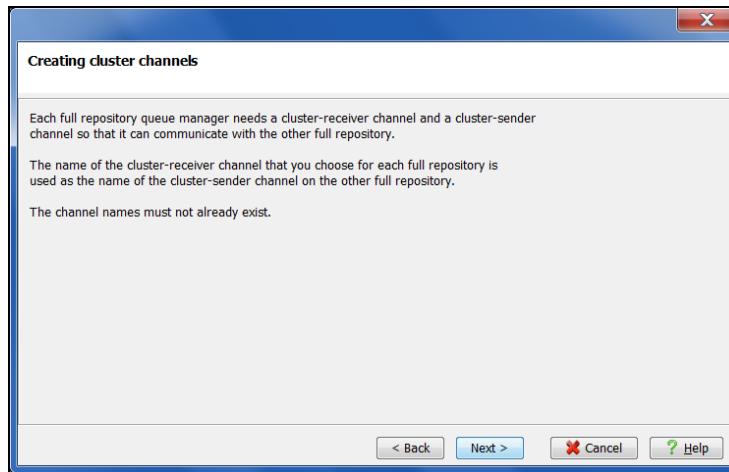 X
Creating cluster channels
Each full repository queue manager needs a cluster-receiver channel and a cluster-sender
channel so that it can communicate with the other full repository.
The name of the cluster-receiver channel that you choose for each full repository is
used as the name of the cluster-sender channel on the other full repository.
The channel names must not already exist.
< Back Next > Cancel ? Help